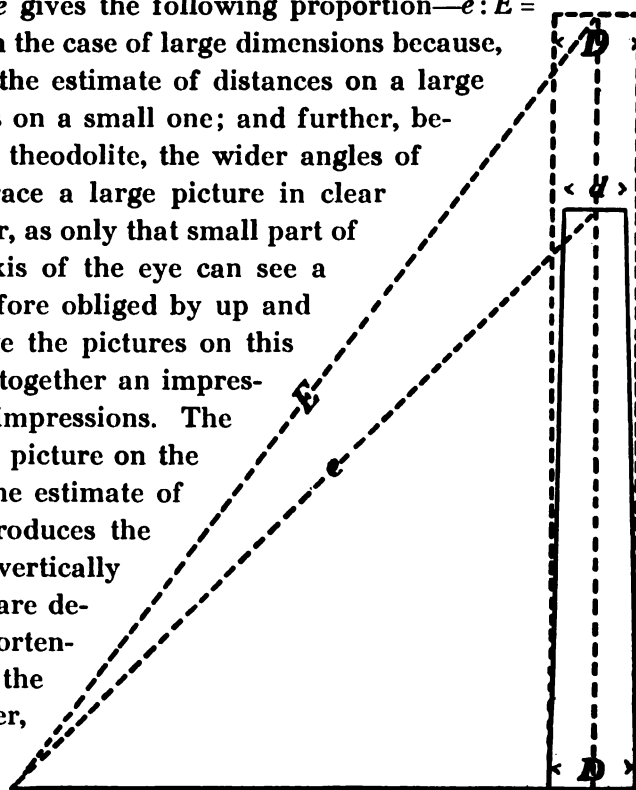 e gives the following proportion—e : E =
the case of large dimensions because,
the estimate of distances on a large
on a small one; and further, be-
theodolite, the wider angles of
race a large picture in clear
r, as only that small part of
xis of the eye can see a
fore obliged by up and
e the pictures on this
together an impres-
impressions. The
picture on the
ne estimate of
roduces the
vertically
are de-
orten-
the
er,
D
d
E
e
D